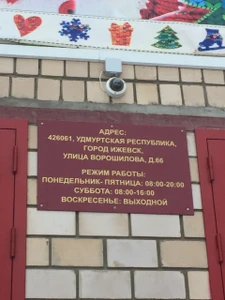 АДРЕС:
426061, УДМУРТСКАЯ РЕСПУБЛИКА,
ГОРОД ИЖЕВСК,
УЛИЦА ВОРОШИЛОВА, Д.66
РЕЖИМ РАБОТЫ:
ПОНЕДЕЛЬНИК- ПЯТНИЦА: 08:00-20:00
СУББОТА: 08:00-15:00
ВОСКРЕСЕНЬЕ: ВЫХОДНОЙ